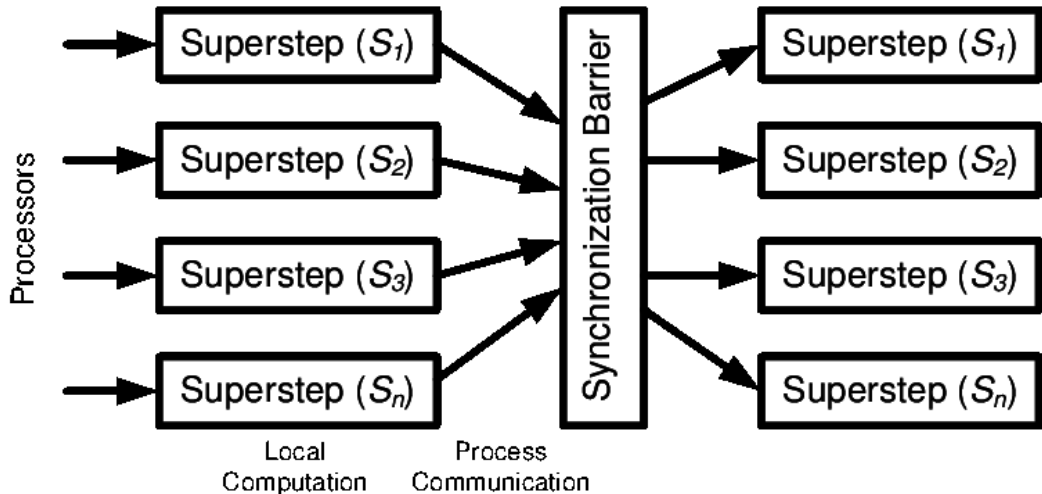 Processors
Superstep (S1)
Superstep (S2)
Superstep (S3)
Superstep (Sn)
Synchronization Barrier
Superstep (S1)
Superstep (S2)
Superstep (S3)
Superstep (Sn)
Local
Computation
Process
Communication